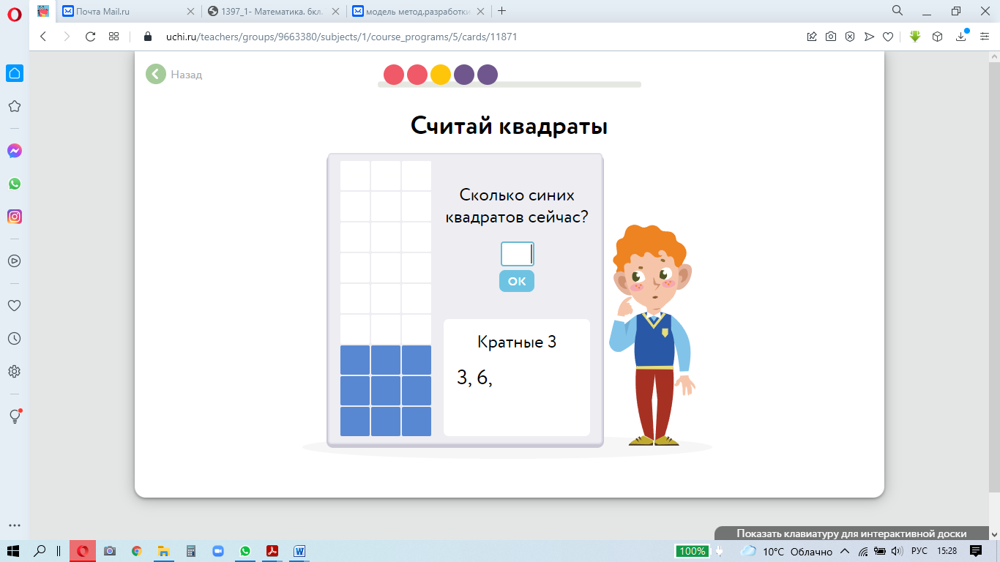 Почта Mail.ru
1397_1- Математика. 6кл.
модель метод.разработки
uchi.ru/teachers/groups/9663380/subjects/1/course_programs/5/cards/11871
Назад
Считай квадраты
Сколько синих
квадратов сейчас?
ОК
Кратные 3
3, 6,
Показать клавиатуру для интерактивной доски
100%
10°C Облачно
РУС
15:28